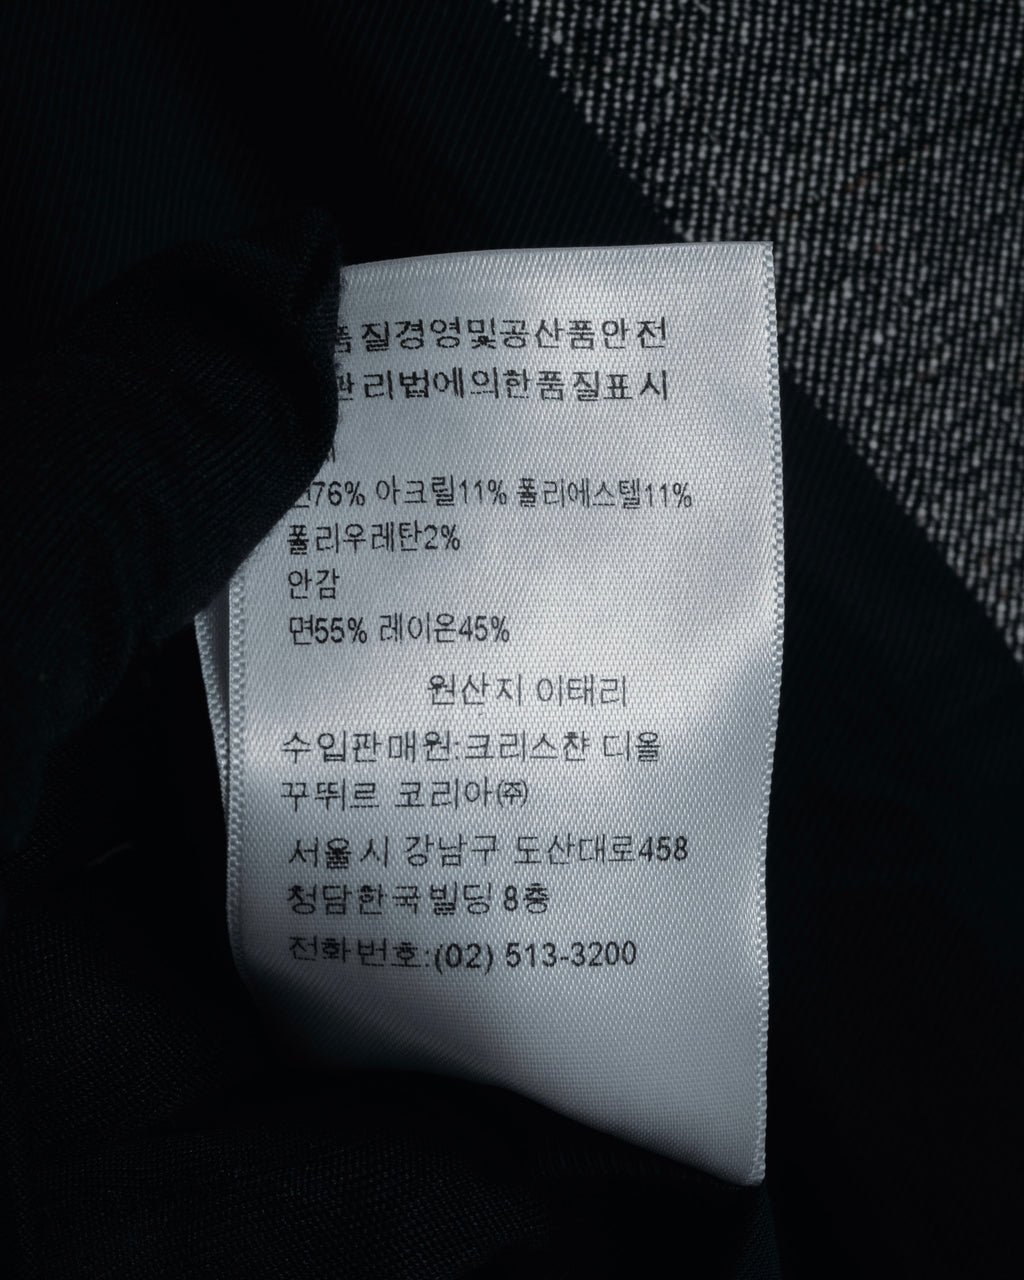 품질경영및공산품안전
관리법에의한품질표시
76% 아크릴11% 폴리에스텔11%
폴리우레탄2%
안감
면55% 레이온45%
원산지 이태리
수입판매원:크리스챤 디올
꾸뛰르 코리아㈜
서울시 강남구 도산대로458
청담한국빌딩 8층
전화번호:(02) 513-3200